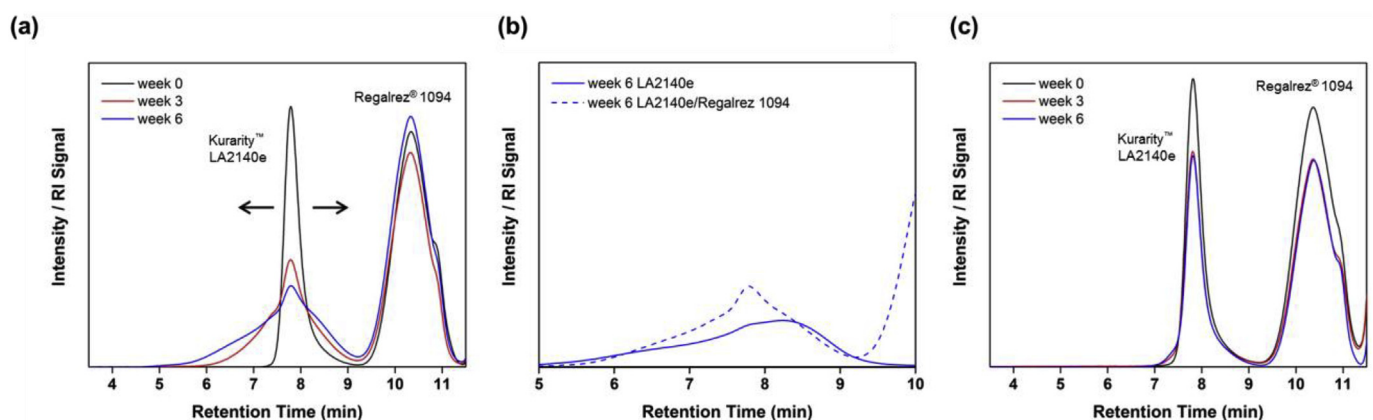 (a)
week 0
week 3
week 6
Kurarity™
LA2140e
Regalrez® 1094
Intensity / RI Signal
4 5 6 7 8 9 10 11
Retention Time (min)
(b)
week 6 LA2140e
week 6 LA2140e/Regalrez 1094
Intensity / RI Signal
5 6 7 8 9 10
Retention Time (min)
(c)
week 0
week 3
week 6
Kurarity™
LA2140e
Regalrez® 1094
Intensity / RI Signal
4 5 6 7 8 9 10 11
Retention Time (min)